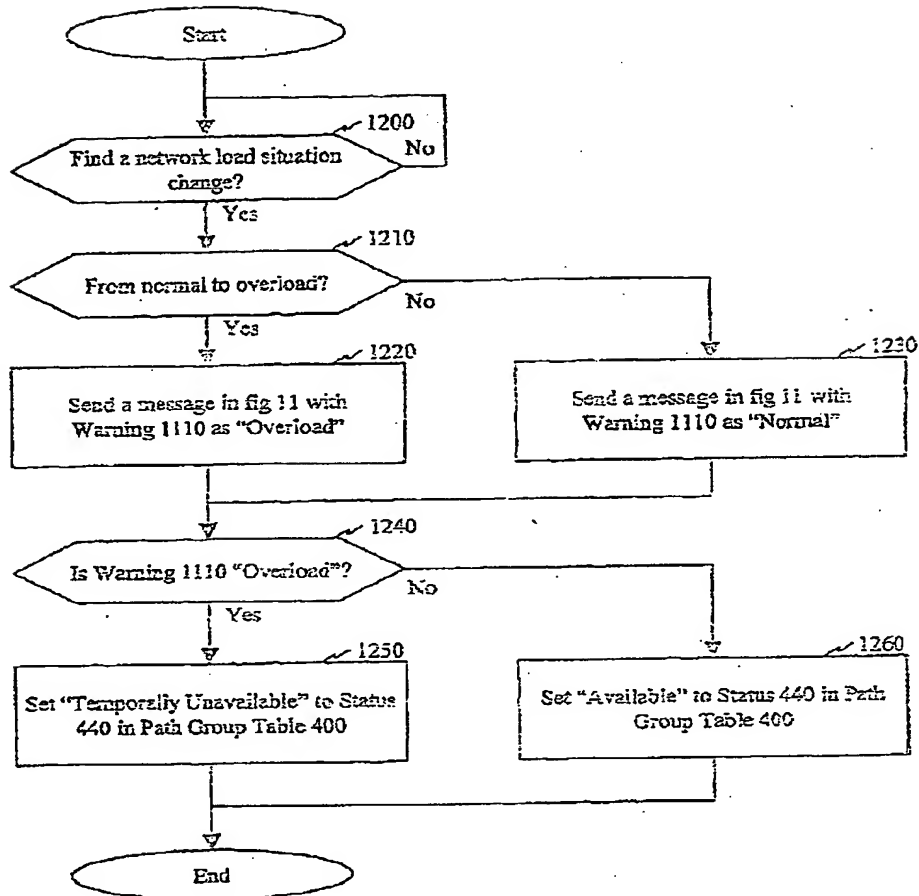 Start
1200
Find a network load situation
change?
No
Yes
1210
From normal to overload?
No
Yes
1220
Send a message in fig 11 with
Warning 1110 as "Overload"
1230
Send a message in fig 11 with
Warning 1110 as "Normal"
1240
Is Warning 1110 "Overload"?
No
Yes
1250
Set "Temporally Unavailable" to Status
440 in Path Group Table 400
1260
Set "Available" to Status 440 in Path
Group Table 400
End